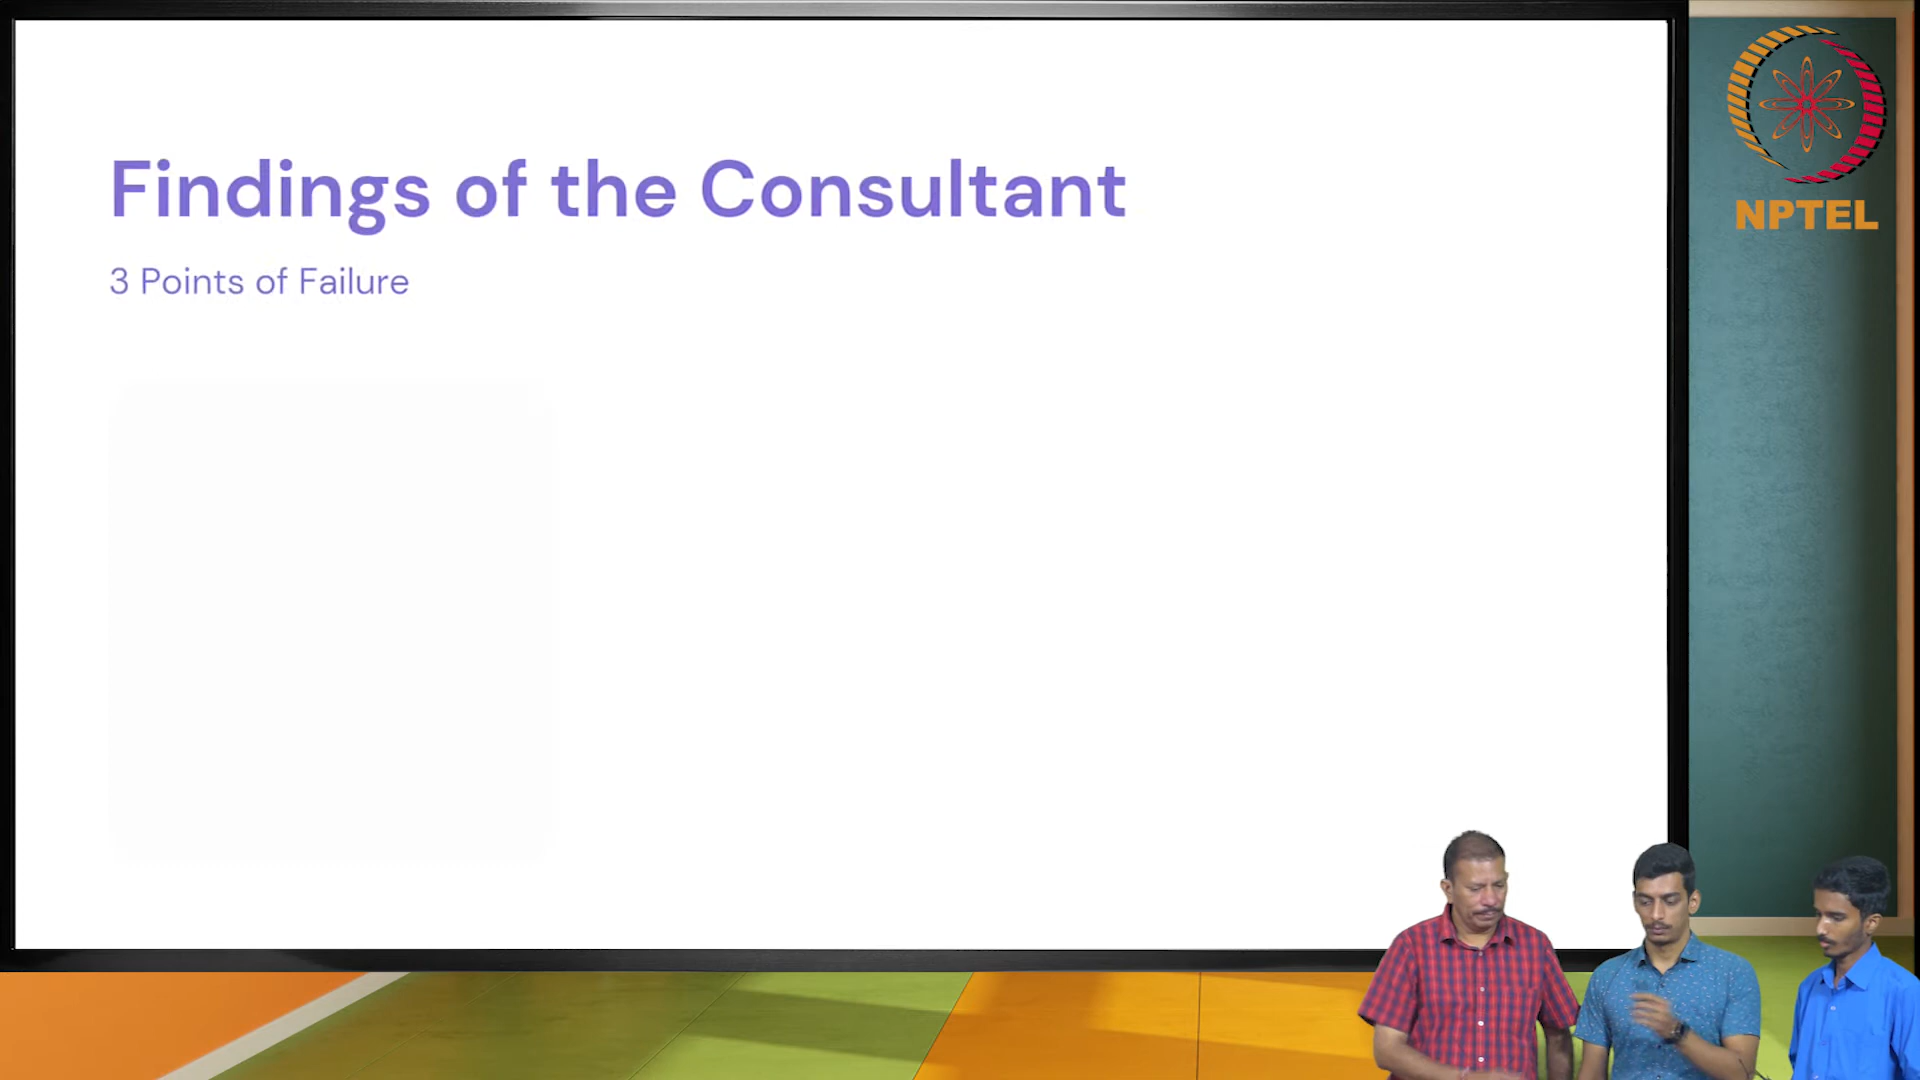 Findings of the Consultant
3 Points of Failure
NPTEL